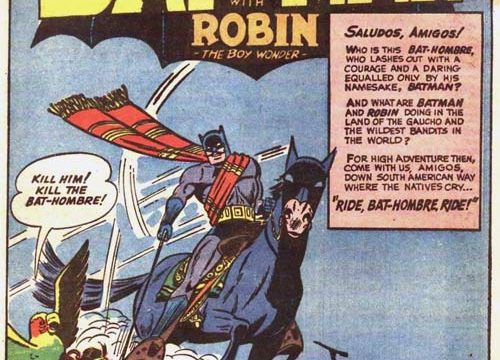 WITH
ROBIN
- THE BOY WONDER -
SALUDOS, AMIGOS!
WHO IS THIS BAT-HOMBRE,
WHO LASHES OUT WITH A
COURAGE AND A DARING
EQUALLED ONLY BY HIS
NAMESAKE, BATMAN?
AND WHAT ARE BATMAN
AND ROBIN DOING IN THE
LAND OF THE GAUCHO AND
THE WILDEST BANDITS IN
THE WORLD?
FOR HIGH ADVENTURE THEN,
COME WITH US, AMIGOS,
DOWN SOUTH AMERICAN WAY
WHERE THE NATIVES CRY...
"RIDE, BAT-HOMBRE, RIDE!"
KILL HIM!
KILL THE
BAT-HOMBRE!